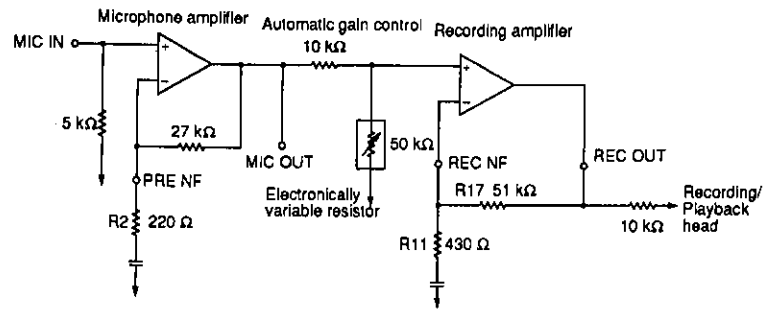 Microphone amplifier
Automatic gain control
10 kΩ
Recording amplifier
MIC IN
+
−
+
−
5 kΩ
27 kΩ
MIC OUT
50 kΩ
REC NF
REC OUT
PRE NF
Electronically
variable resistor
R17 51 kΩ
Recording/
Playback
head
R2 220 Ω
10 kΩ
R11 430 Ω